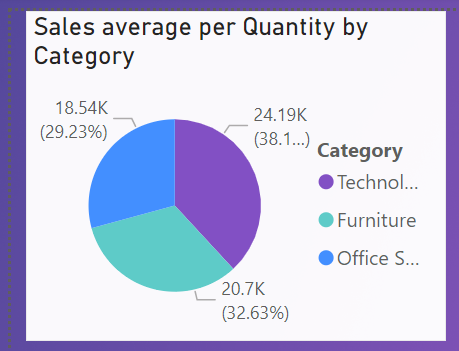 Sales average per Quantity by
Category
18.54K
(29.23%)
24.19K
(38.1...)
Category
Technol...
Furniture
Office S...
20.7K
(32.63%)